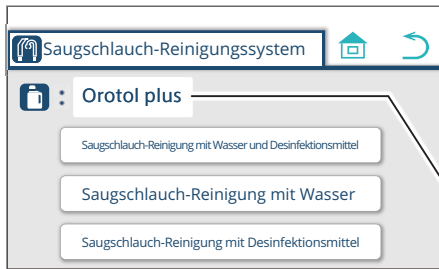 Saugschlauch-Reinigungssystem
: Orotol plus
Saugschlauch-Reinigung mit Wasser und Desinfektionsmittel
Saugschlauch-Reinigung mit Wasser
Saugschlauch-Reinigung mit Desinfektionsmittel